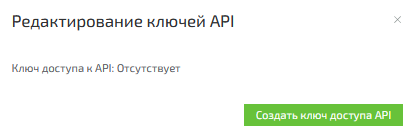 Редактирование ключей API
Ключ доступа к API: Отсутствует
Создать ключ доступа API